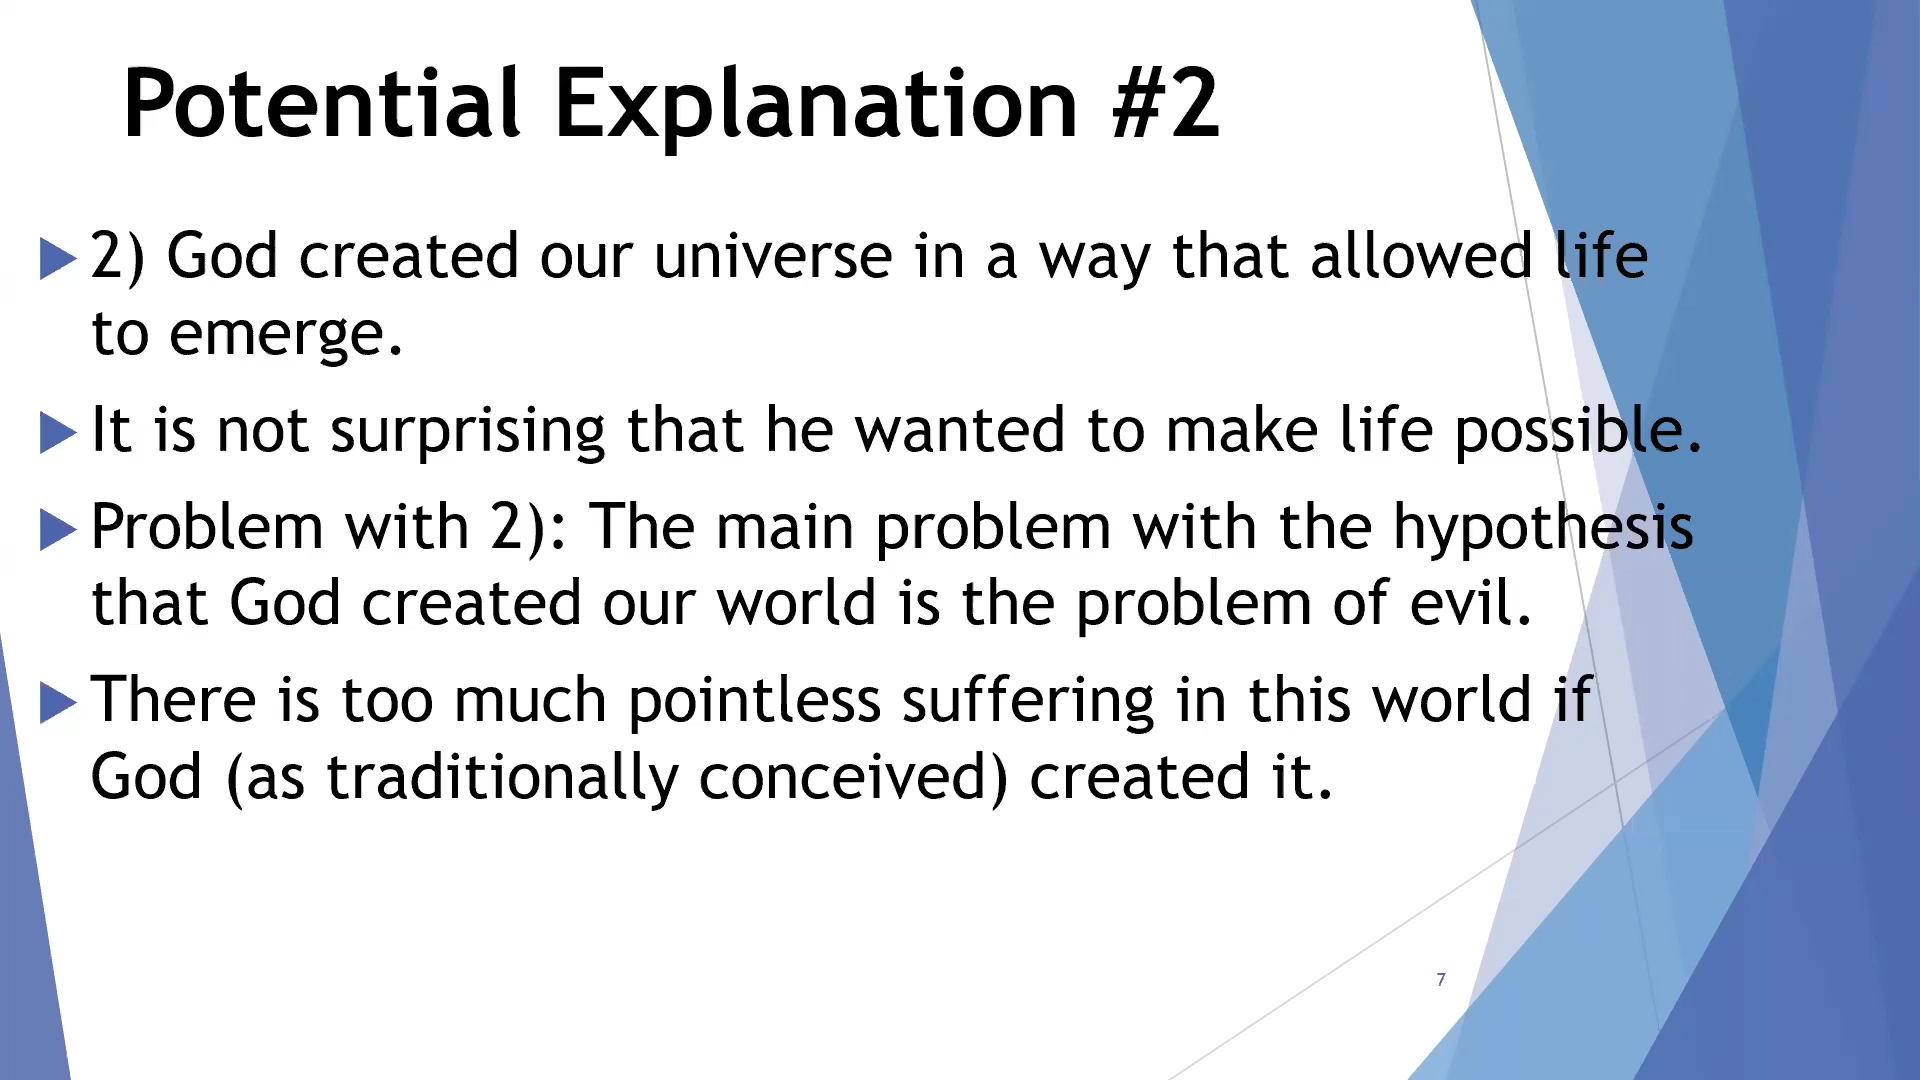 Potential Explanation #2
2) God created our universe in a way that allowed life
to emerge.
It is not surprising that he wanted to make life possible.
Problem with 2): The main problem with the hypothesis
that God created our world is the problem of evil.
There is too much pointless suffering in this world if
God (as traditionally conceived) created it.
7